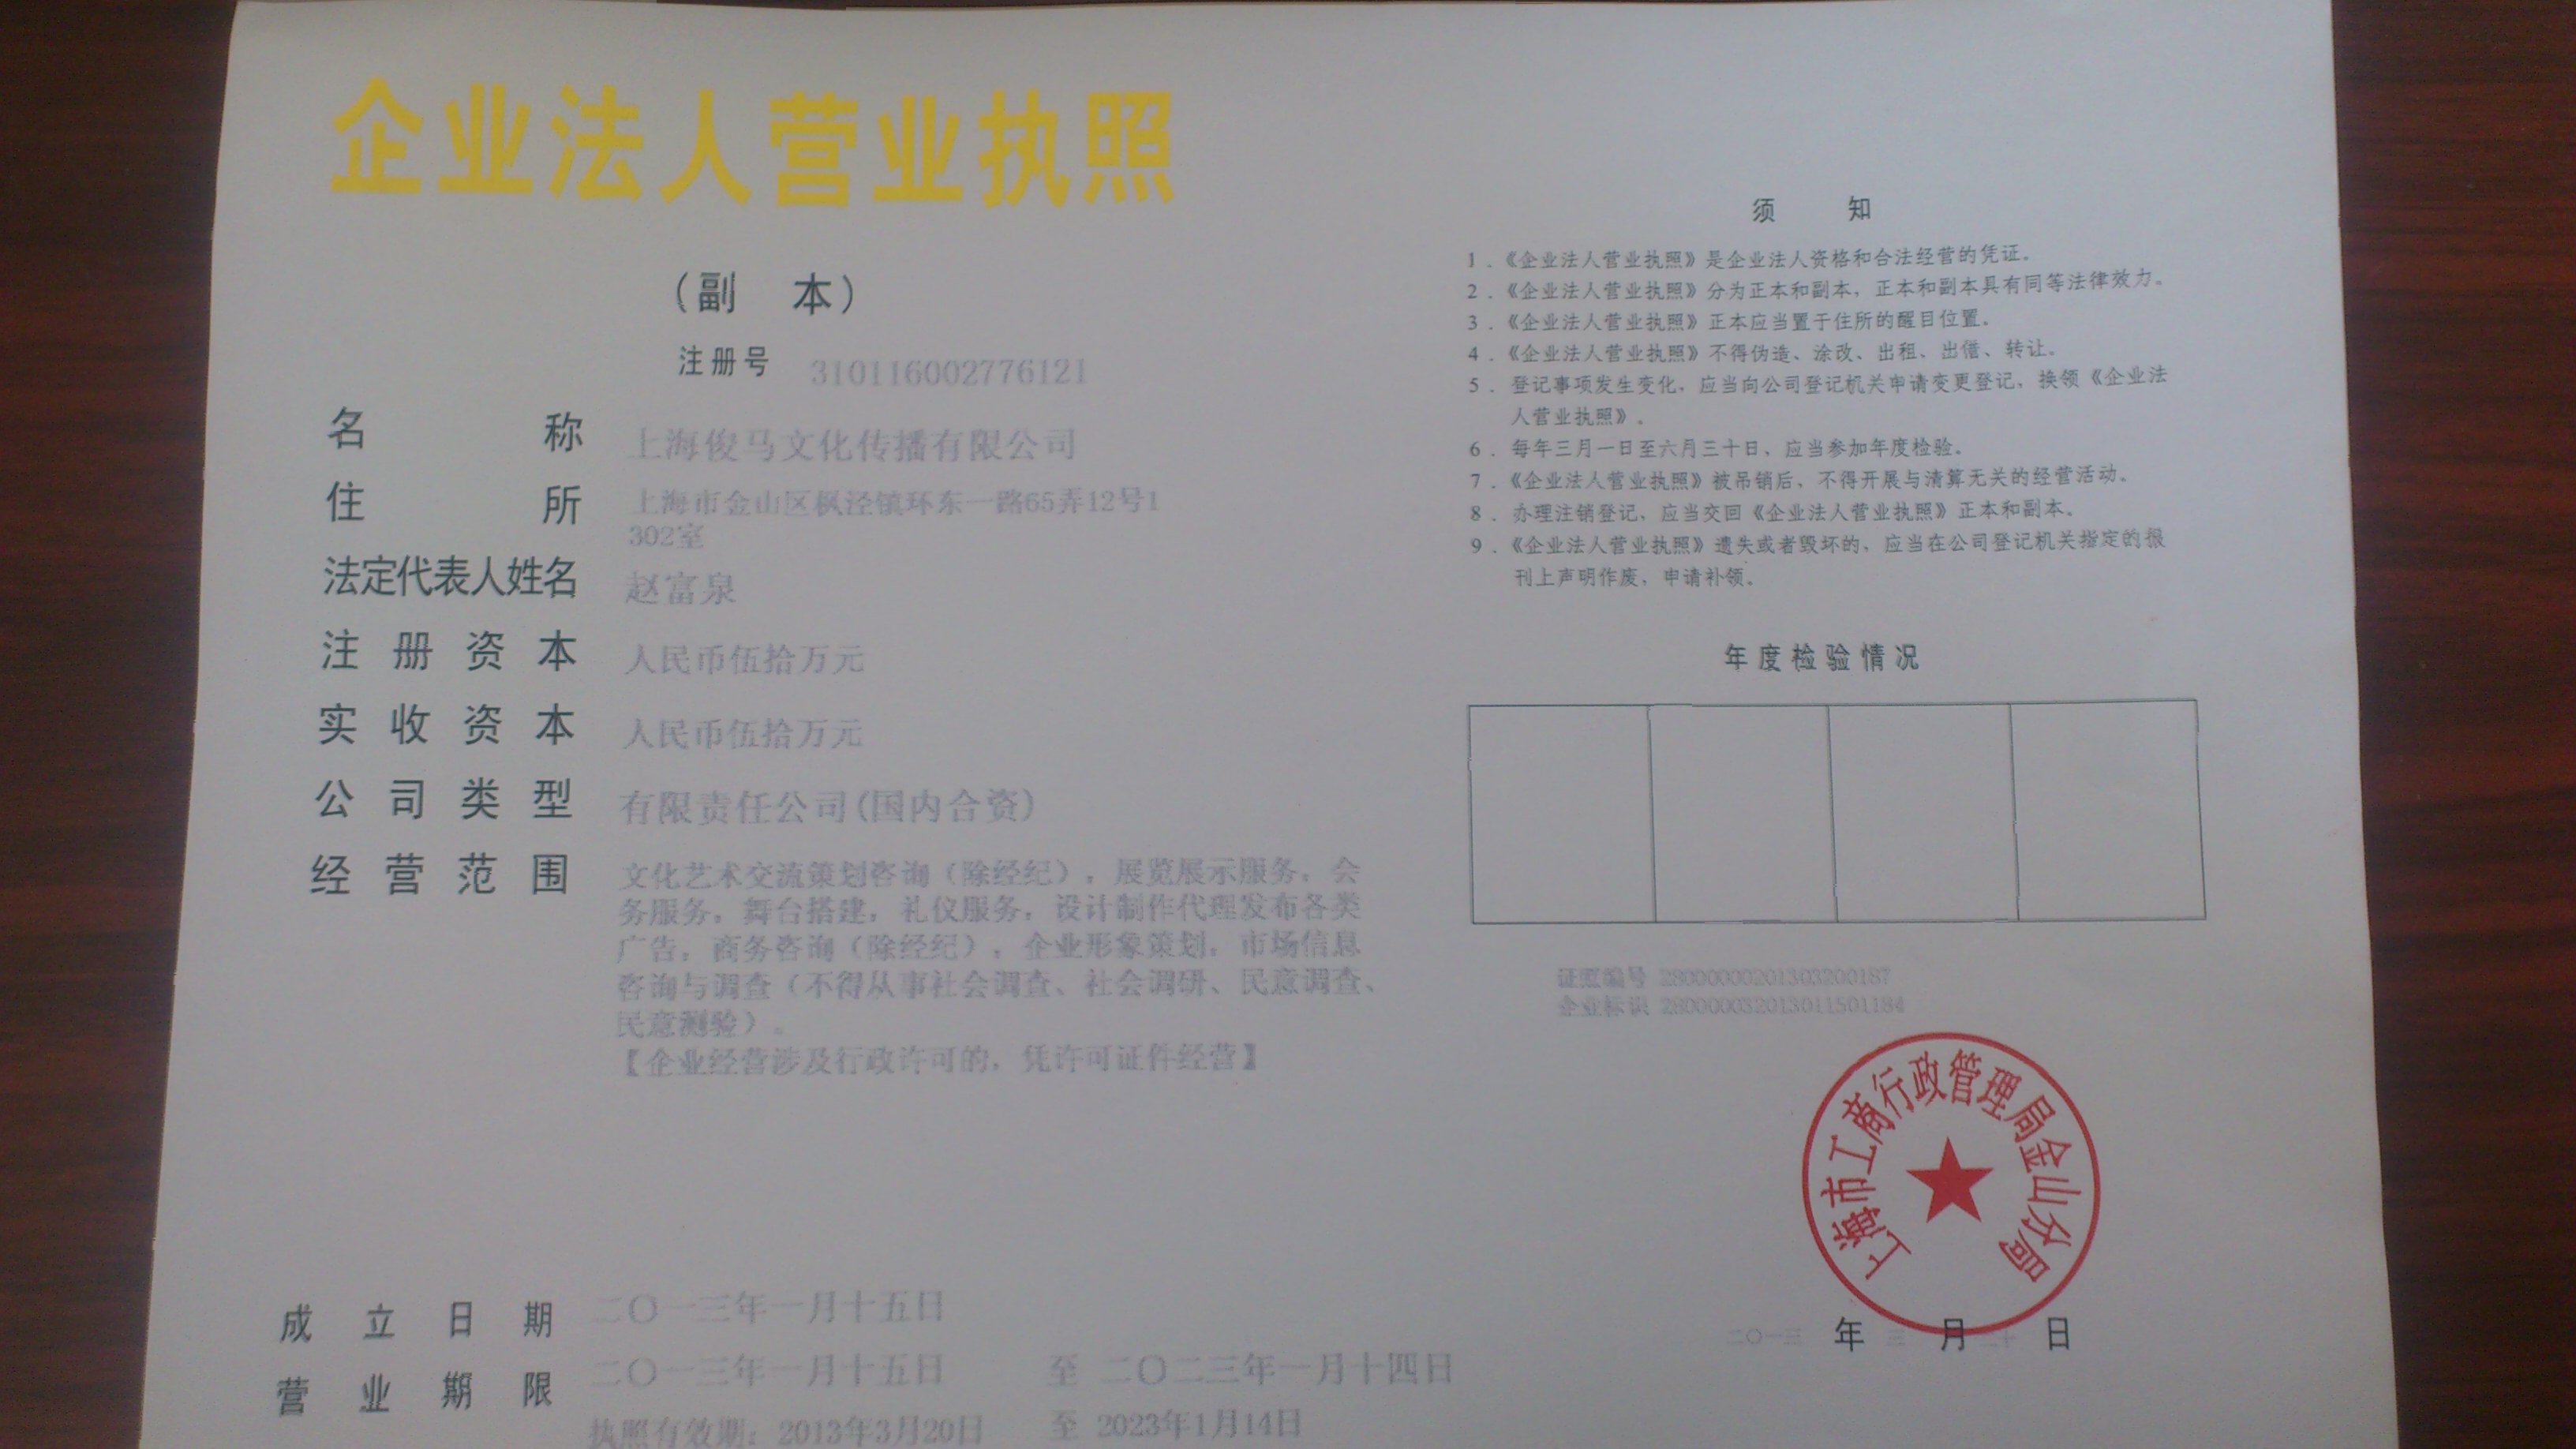 企业法人营业执照
(副 本)
注册号 310116002776121
名 称 上海俊马文化传播有限公司
住 所 上海市金山区枫泾镇环东一路65弄12号1
302室
法定代表人姓名 赵富泉
注册资本 人民币伍拾万元
实收资本 人民币伍拾万元
公司类型 有限责任公司(国内合资)
经营范围 文化艺术交流策划咨询（除经纪），展览展示服务，会
务服务，舞台搭建，礼仪服务，设计制作代理发布各类
广告，商务咨询（除经纪），企业形象策划，市场信息
咨询与调查（不得从事社会调查、社会调研、民意调查、
民意测验）。
【企业经营涉及行政许可的，凭许可证件经营】
成立日期 二〇一三年一月十五日
营业期限 二〇一三年一月十五日 至 二〇二三年一月十四日
执照有效期：2013年3月20日 至 2023年1月14日
须 知
1．《企业法人营业执照》是企业法人资格和合法经营的凭证。
2．《企业法人营业执照》分为正本和副本，正本和副本具有同等法律效力。
3．《企业法人营业执照》正本应当置于住所的醒目位置。
4．《企业法人营业执照》不得伪造、涂改、出租、出借、转让。
5．登记事项发生变化，应当向公司登记机关申请变更登记，换领《企业法
人营业执照》。
6．每年三月一日至六月三十日，应当参加年度检验。
7．《企业法人营业执照》被吊销后，不得开展与清算无关的经营活动。
8．办理注销登记，应当交回《企业法人营业执照》正本和副本。
9．《企业法人营业执照》遗失或者毁坏的，应当在公司登记机关指定的报
刊上声明作废，申请补领。
年度检验情况
证照编号 28000000201303200187
企业标识 280000032013011501184
上海市工商行政管理局金山分局
二〇一三 年 三 月 日